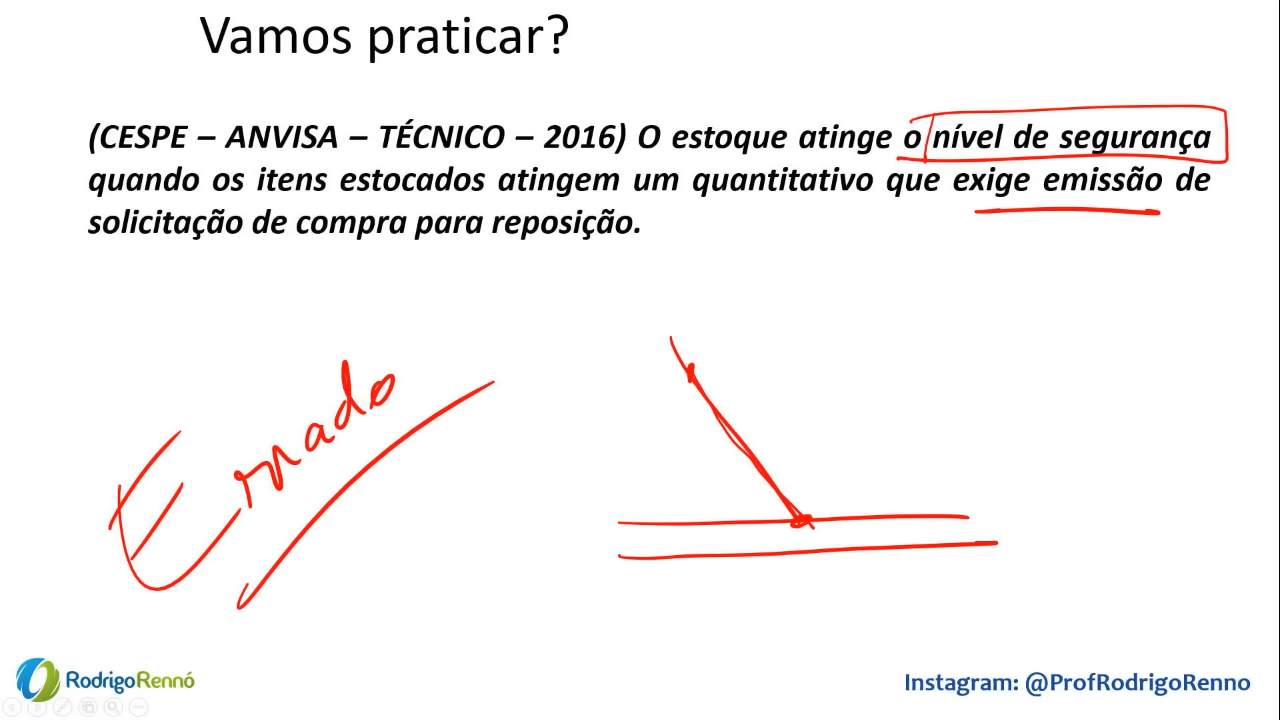 Vamos praticar?
(CESPE – ANVISA – TÉCNICO – 2016) O estoque atinge o nível de segurança
quando os itens estocados atingem um quantitativo que exige emissão de
solicitação de compra para reposição.
Errado
RodrigoRennó
Instagram: @ProfRodrigoRenno